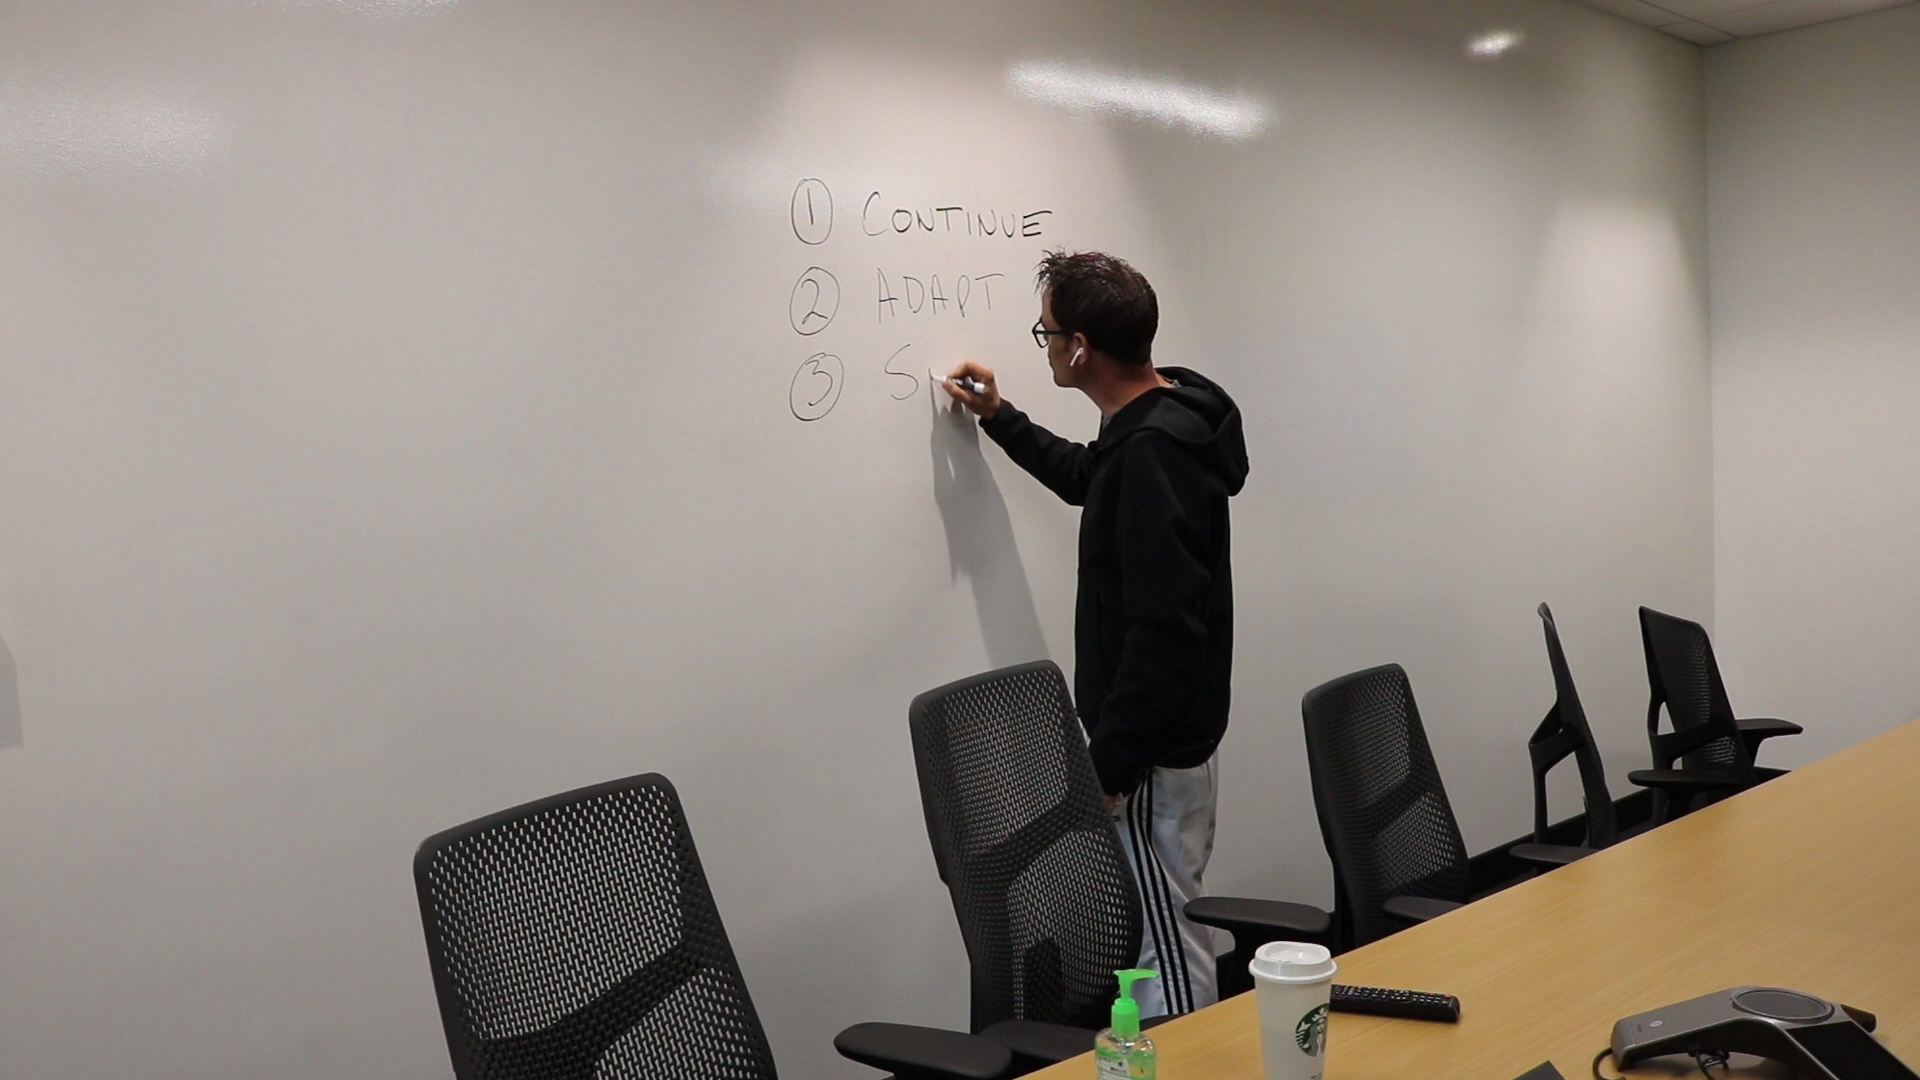 ① CONTINUE
② ADAPT
③ S